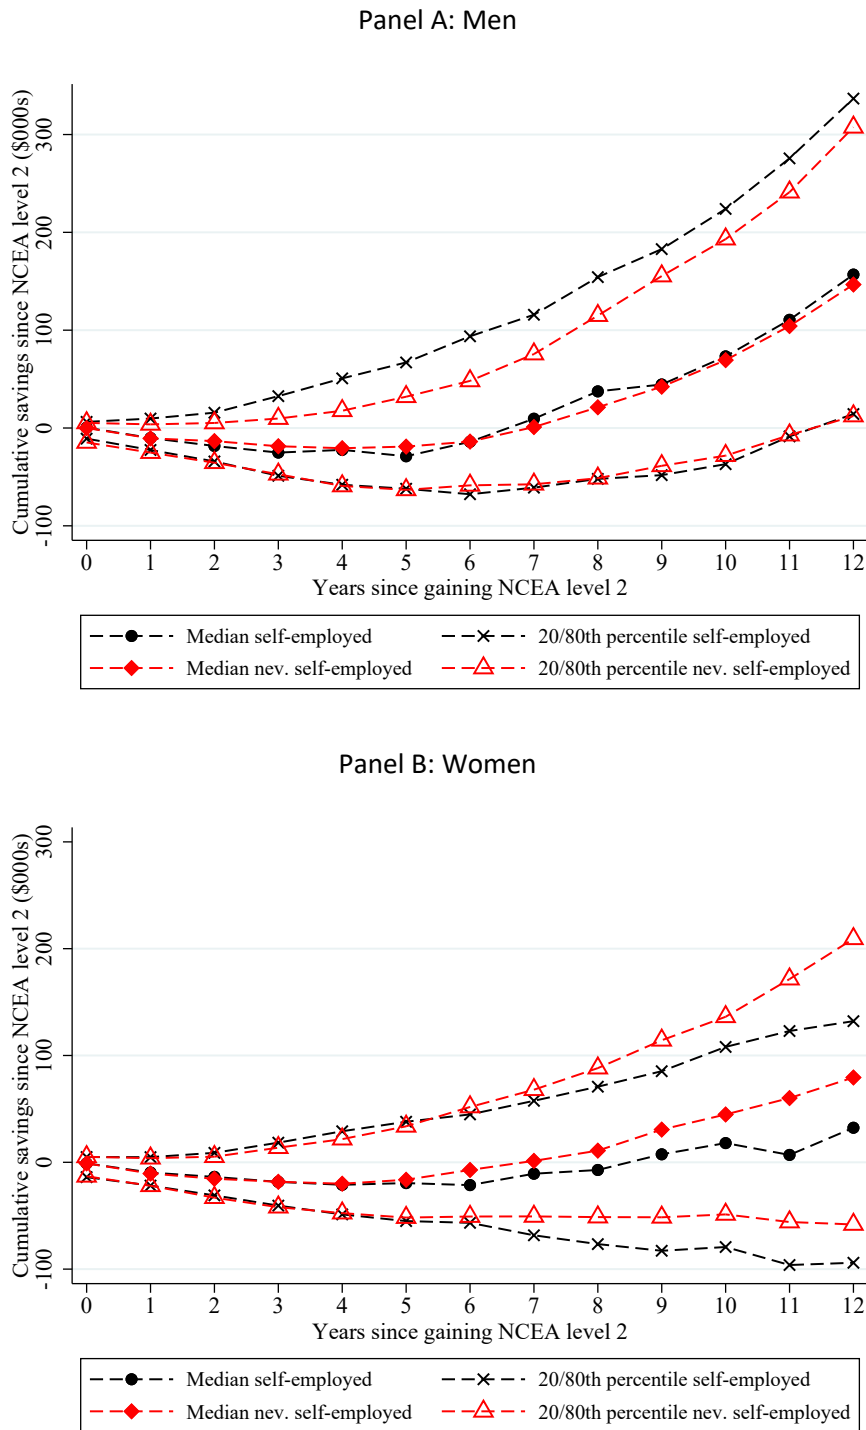 Panel A: Men
Cumulative savings since NCEA level 2 ($000s)
300
200
100
0
-100
0 1 2 3 4 5 6 7 8 9 10 11 12
Years since gaining NCEA level 2
Median self-employed 20/80th percentile self-employed
Median nev. self-employed 20/80th percentile nev. self-employed
Panel B: Women
Cumulative savings since NCEA level 2 ($000s)
300
200
100
0
-100
0 1 2 3 4 5 6 7 8 9 10 11 12
Years since gaining NCEA level 2
Median self-employed 20/80th percentile self-employed
Median nev. self-employed 20/80th percentile nev. self-employed